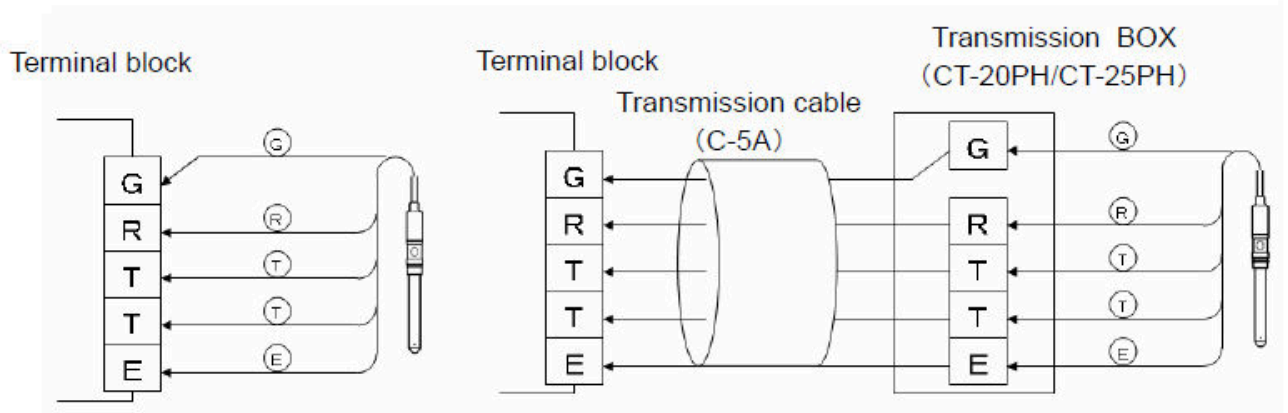 Terminal block
G
R
T
T
E
G
R
T
T
E
Terminal block
Transmission cable
（C-5A）
Transmission BOX
（CT-20PH/CT-25PH）
G
R
T
T
E
G
R
T
T
E
G
R
T
T
E